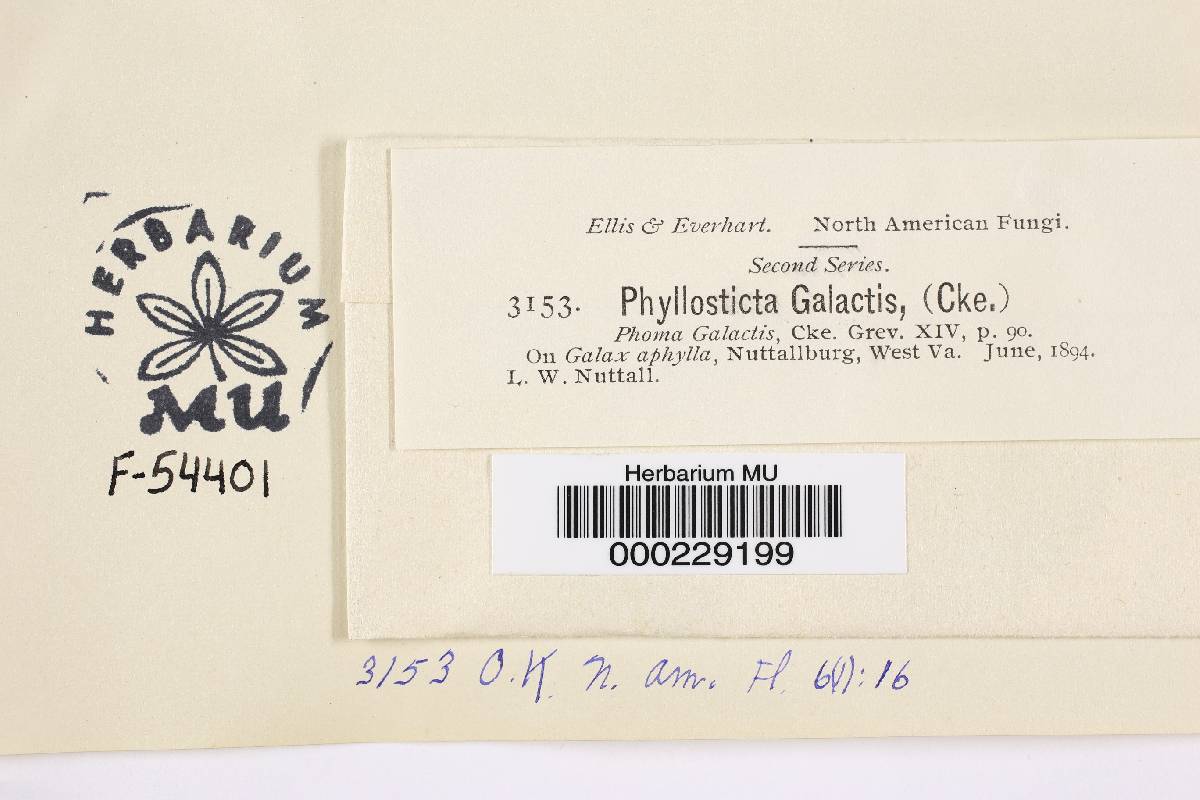 HERBARIUM
MU
F-54401
Ellis & Everhart. North American Fungi.
Second Series.
3153. Phyllosticta Galactis, (Cke.)
Phoma Galactis, Cke. Grev. XIV, p. 90.
On Galax aphylla, Nuttallburg, West Va. June, 1894.
L. W. Nuttall.
Herbarium MU
000229199
3153 O.K. N. am. Fl. 6(1):16